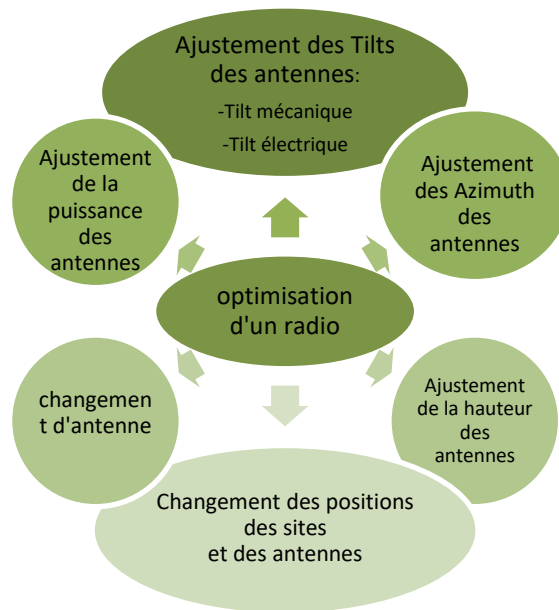 Ajustement des Tilts
des antennes:
-Tilt mécanique
-Tilt électrique
Ajustement
de la
puissance
des
antennes
Ajustement
des Azimuth
des
antennes
optimisation
d'un radio
changemen
t d'antenne
Ajustement
de la hauteur
des
antennes
Changement des positions
des sites
et des antennes